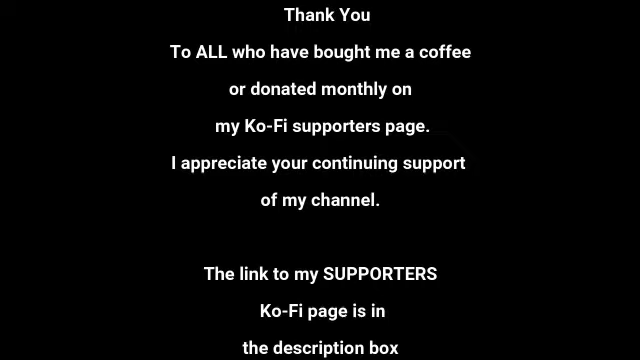 Thank You
To ALL who have bought me a coffee
or donated monthly on
my Ko-Fi supporters page.
I appreciate your continuing support
of my channel.
The link to my SUPPORTERS
Ko-Fi page is in
the description box